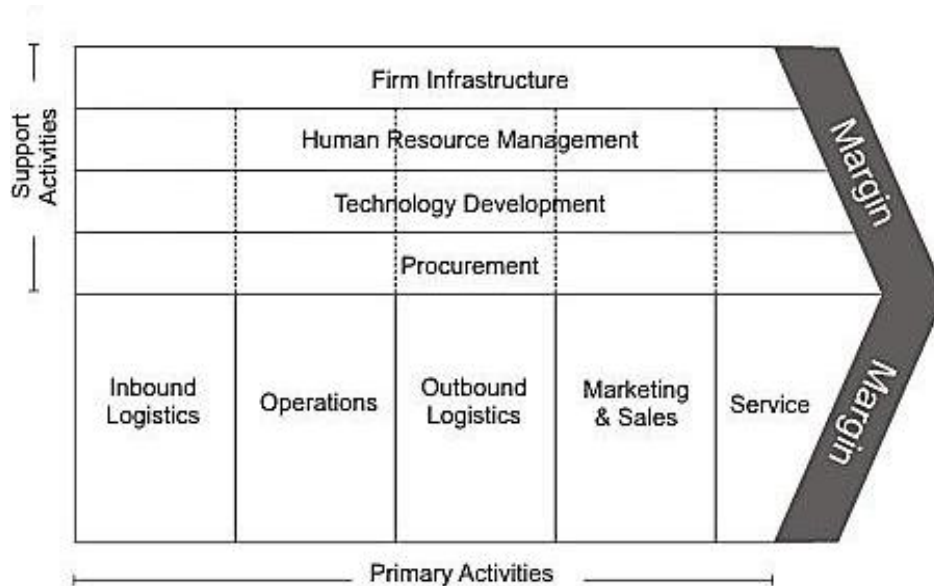 Support
Activities
Firm Infrastructure
Human Resource Management
Technology Development
Procurement
Inbound
Logistics
Operations
Outbound
Logistics
Marketing
& Sales
Service
Margin
Margin
Primary Activities